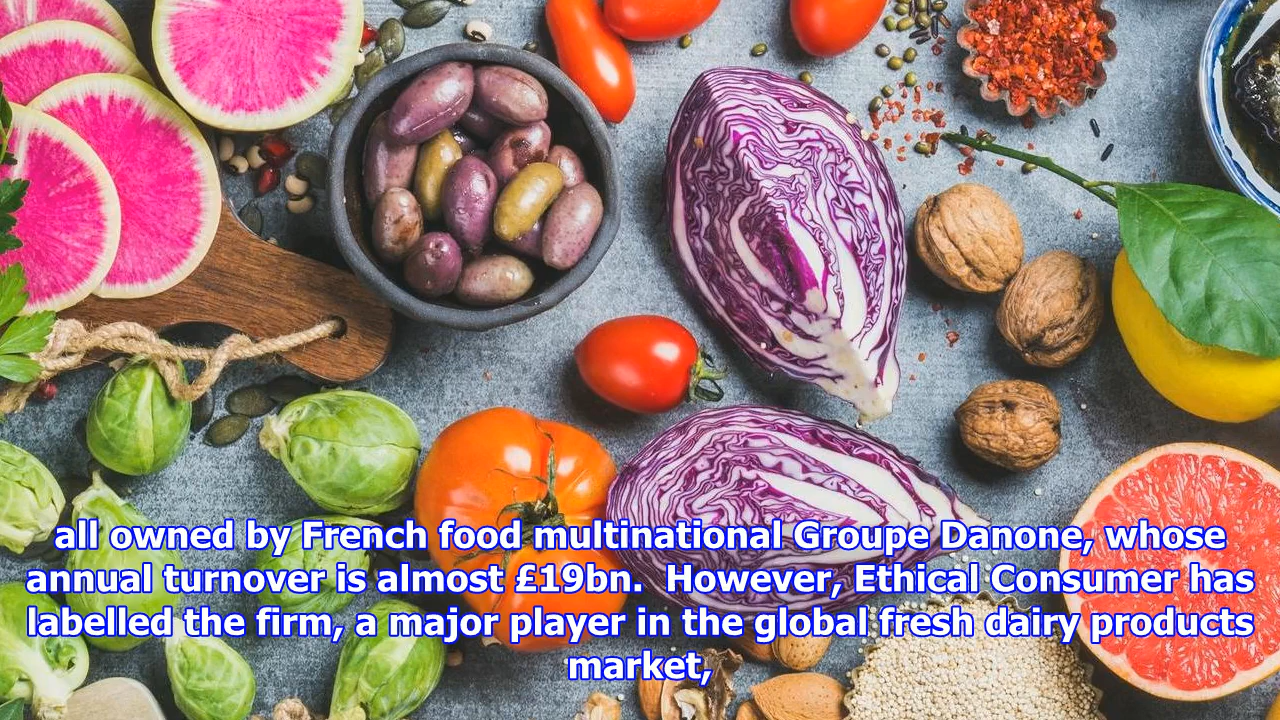 all owned by French food multinational Groupe Danone, whose
annual turnover is almost £19bn.  However, Ethical Consumer has
labelled the firm, a major player in the global fresh dairy products
market,